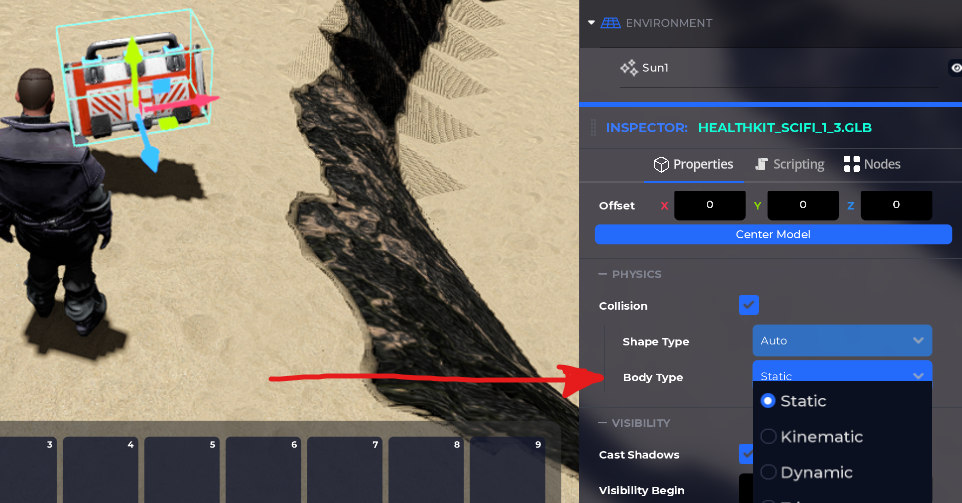 ENVIRONMENT
Sun1
INSPECTOR: HEALTHKIT_SCIFI_1_3.GLB
Properties Scripting Nodes
Offset X 0 Y 0 Z 0
Center Model
PHYSICS
Collision
Shape Type Auto
Body Type Static
Static
Kinematic
Dynamic
VISIBILITY
Cast Shadows
Visibility Begin
3 4 5 6 7 8 9